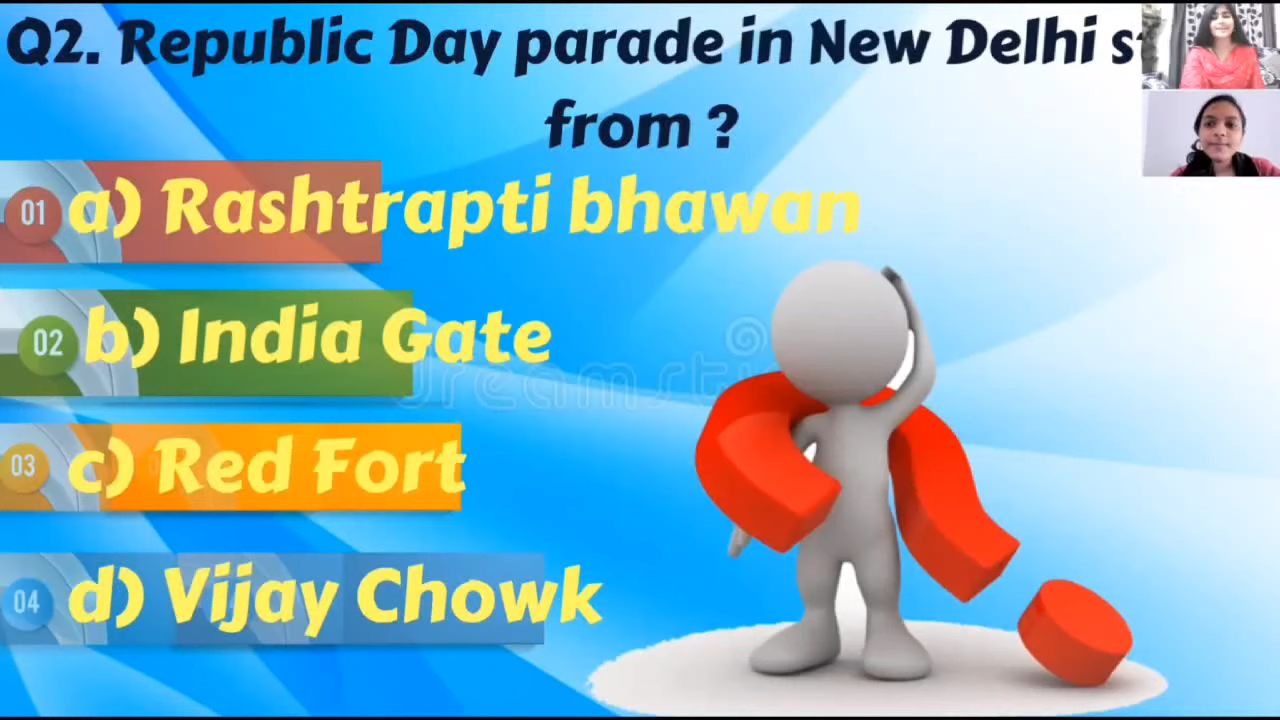 Q2. Republic Day parade in New Delhi
from ?
01 a) Rashtrapti bhawan
02 b) India Gate
dreamsti
03 c) Red Fort
04 d) Vijay Chowk